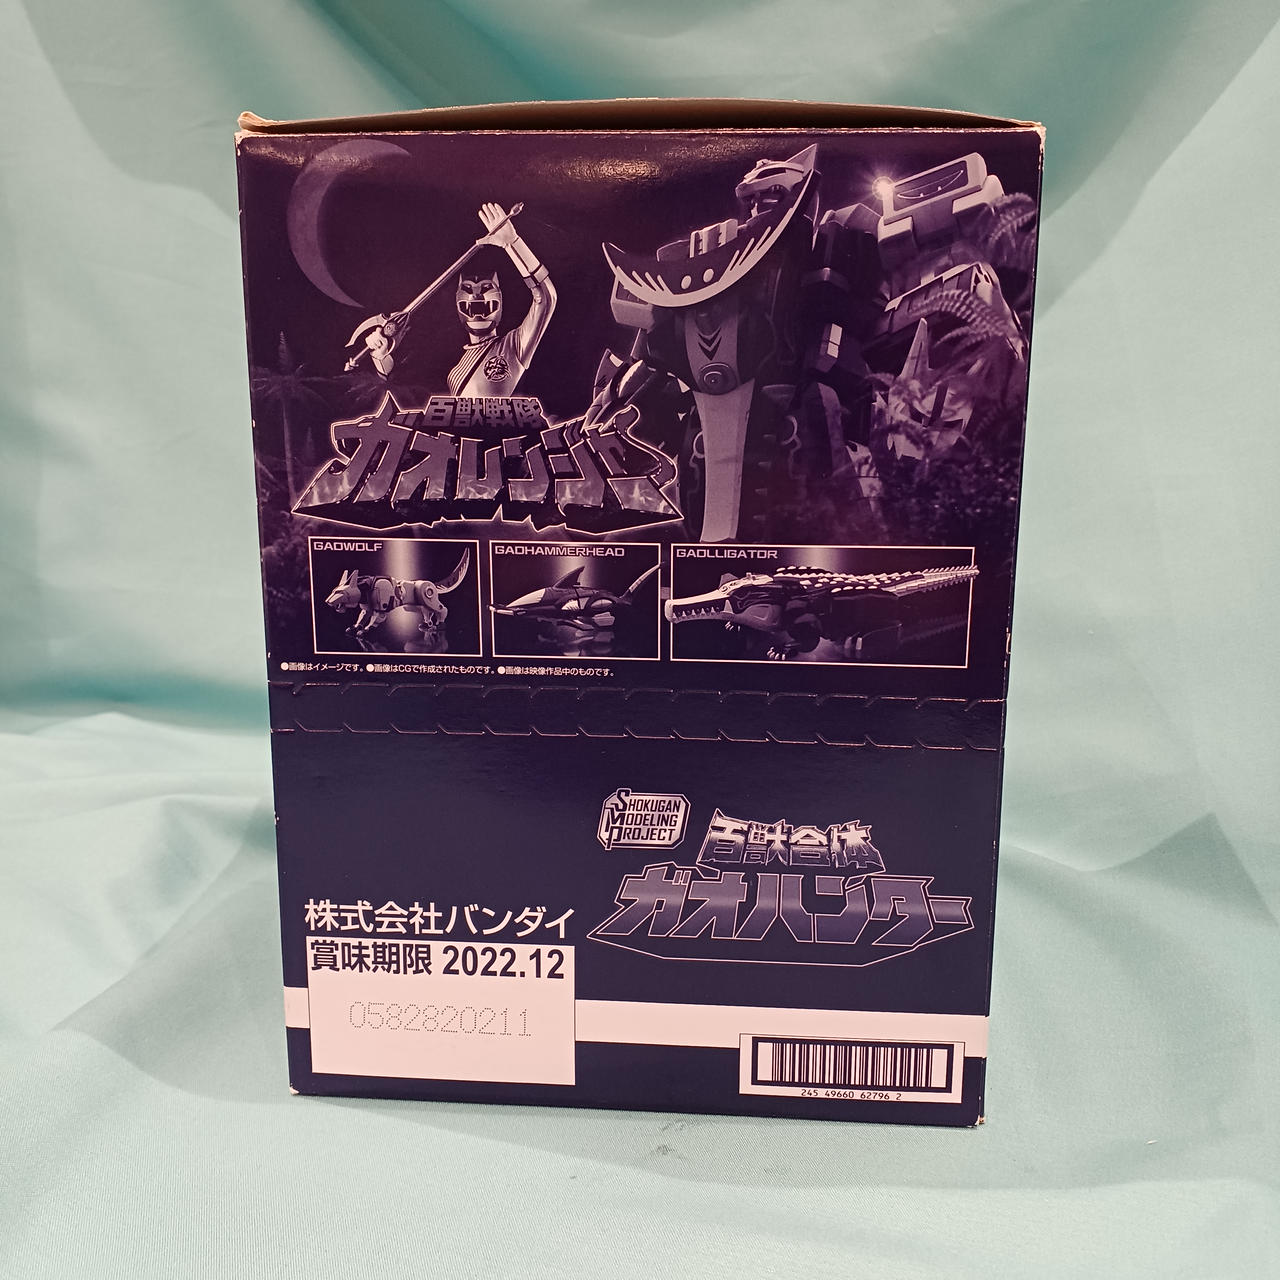 百獣戦隊
ガオレンジャー
GAOWOLF
GAOHAMMERHEAD
GAOLLIGATOR
●画像はイメージです。●画像はCGで作成されたものです。●画像は映像作品中のものです。
SHOKUGAN
MODELING
PROJECT
百獣合体
ガオハンター
株式会社バンダイ
賞味期限 2022.12
0582820211
245 49660 62796 2